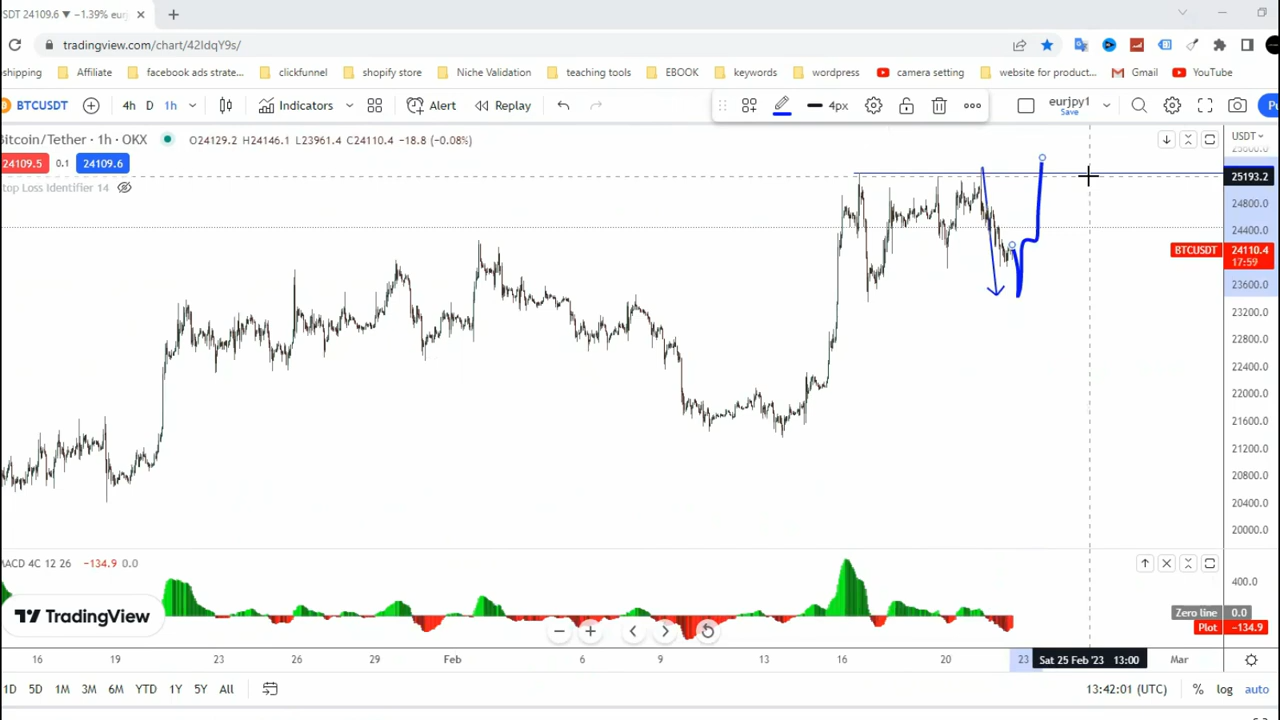 SDT 24109.6 ▼ −1.39% eurj
tradingview.com/chart/42IdqY9s/
shipping Affiliate facebook ads strate... clickfunnel shopify store Niche Validation teaching tools EBOOK keywords wordpress camera setting website for product... Gmail YouTube
BTCUSDT 4h D 1h Indicators Alert Replay 4px eurjpy1 Save
Bitcoin/Tether · 1h · OKX O24129.2 H24146.1 L23961.4 C24110.4 −18.8 (−0.08%)
USDT
24109.5 0.1 24109.6
top Loss Identifier 14
25193.2
24800.0
24400.0
BTCUSDT 24110.4
17:59
23600.0
23200.0
22800.0
22400.0
22000.0
21600.0
21200.0
20800.0
20400.0
20000.0
MACD 4C 12 26 −134.9 0.0
400.0
Zero line 0.0
Plot −134.9
TradingView
16 19 23 26 29 Feb 6 9 13 16 20 23 Sat 25 Feb '23 13:00 Mar
1D 5D 1M 3M 6M YTD 1Y 5Y All 13:42:01 (UTC) % log auto